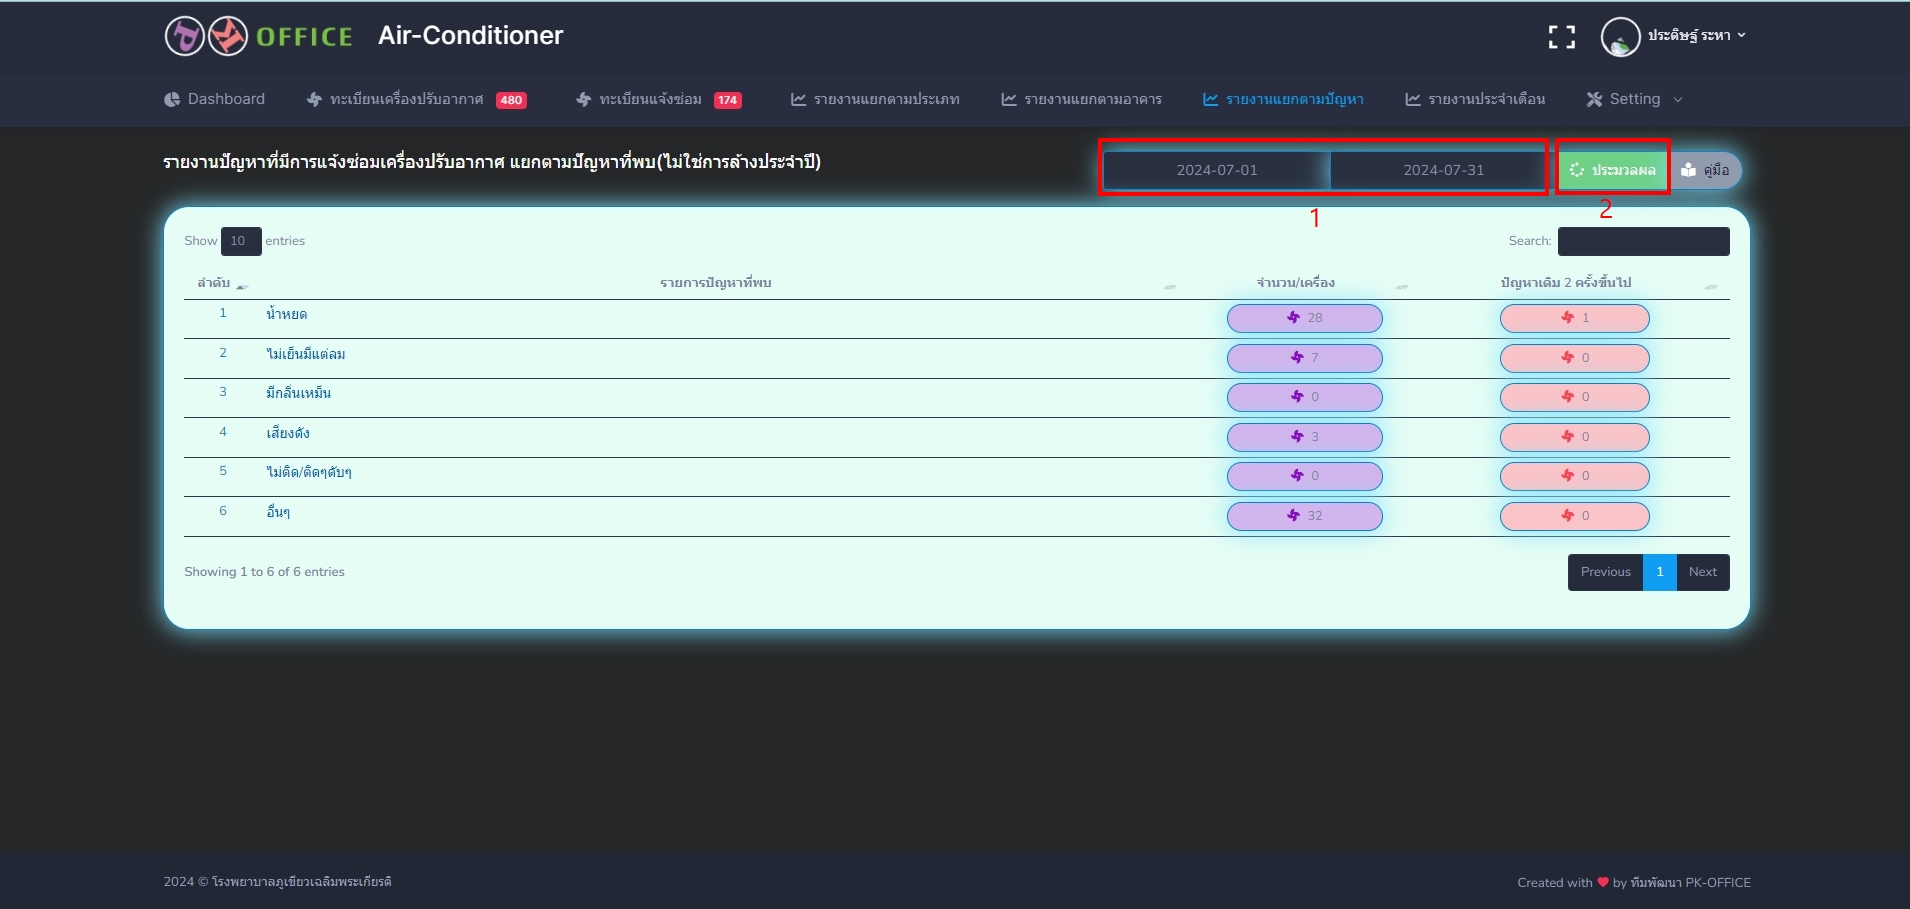 PK OFFICE Air-Conditioner
ประดิษฐ์ ระหา
Dashboard ทะเบียนเครื่องปรับอากาศ 480 ทะเบียนแจ้งซ่อม 174 รายงานแยกตามประเภท รายงานแยกตามอาคาร รายงานแยกตามปัญหา รายงานประจำเดือน Setting
รายงานปัญหาที่มีการแจ้งซ่อมเครื่องปรับอากาศ แยกตามปัญหาที่พบ(ไม่ใช่การล้างประจำปี)
2024-07-01 2024-07-31 ประมวลผล คู่มือ
1 2
Show 10 entries Search:
ลำดับ รายการปัญหาที่พบ จำนวน/เครื่อง ปัญหาเดิม 2 ครั้งขึ้นไป
1 น้ำหยด 28 1
2 ไม่เย็นมีแต่ลม 7 0
3 มีกลิ่นเหม็น 0 0
4 เสียงดัง 3 0
5 ไม่ติด/ติดๆดับๆ 0 0
6 อื่นๆ 32 0
Showing 1 to 6 of 6 entries Previous 1 Next
2024 © โรงพยาบาลภูเขียวเฉลิมพระเกียรติ
Created with ❤ by ทีมพัฒนา PK-OFFICE